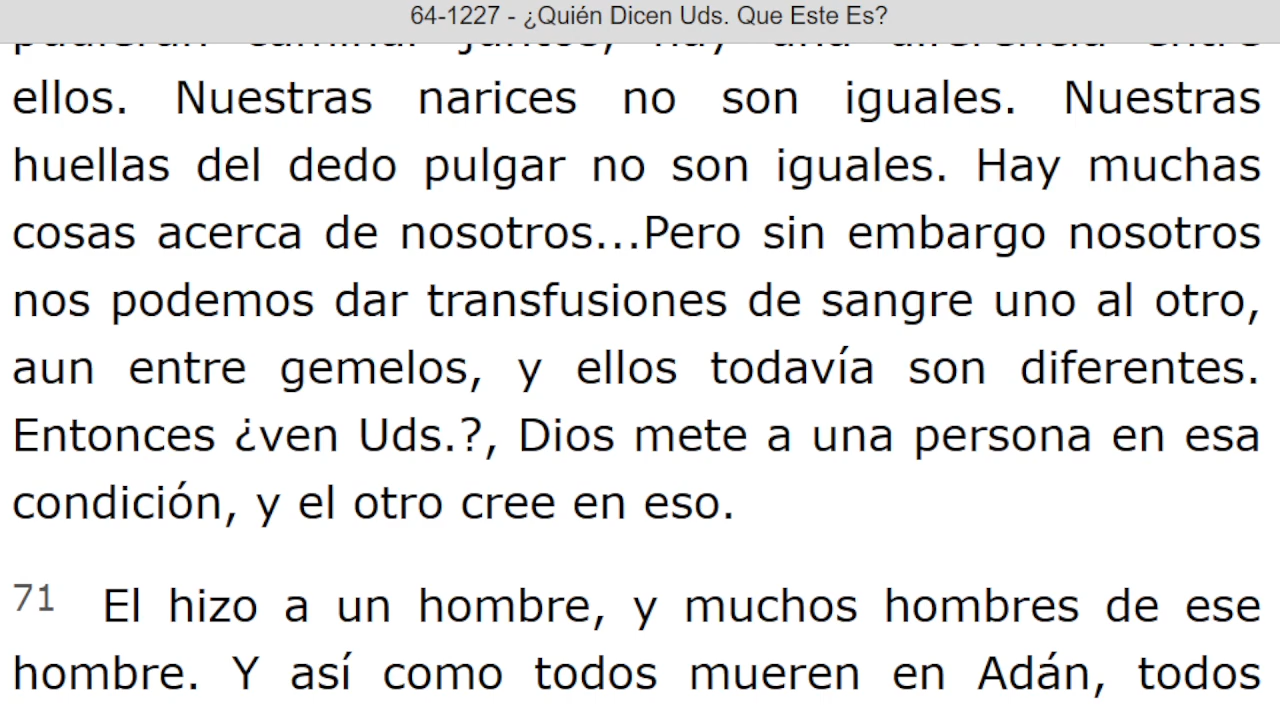 64-1227 - ¿Quién Dicen Uds. Que Este Es?
ellos. Nuestras narices no son iguales. Nuestras
huellas del dedo pulgar no son iguales. Hay muchas
cosas acerca de nosotros...Pero sin embargo nosotros
nos podemos dar transfusiones de sangre uno al otro,
aun entre gemelos, y ellos todavía son diferentes.
Entonces ¿ven Uds.?, Dios mete a una persona en esa
condición, y el otro cree en eso.
71 El hizo a un hombre, y muchos hombres de ese
hombre. Y así como todos mueren en Adán, todos